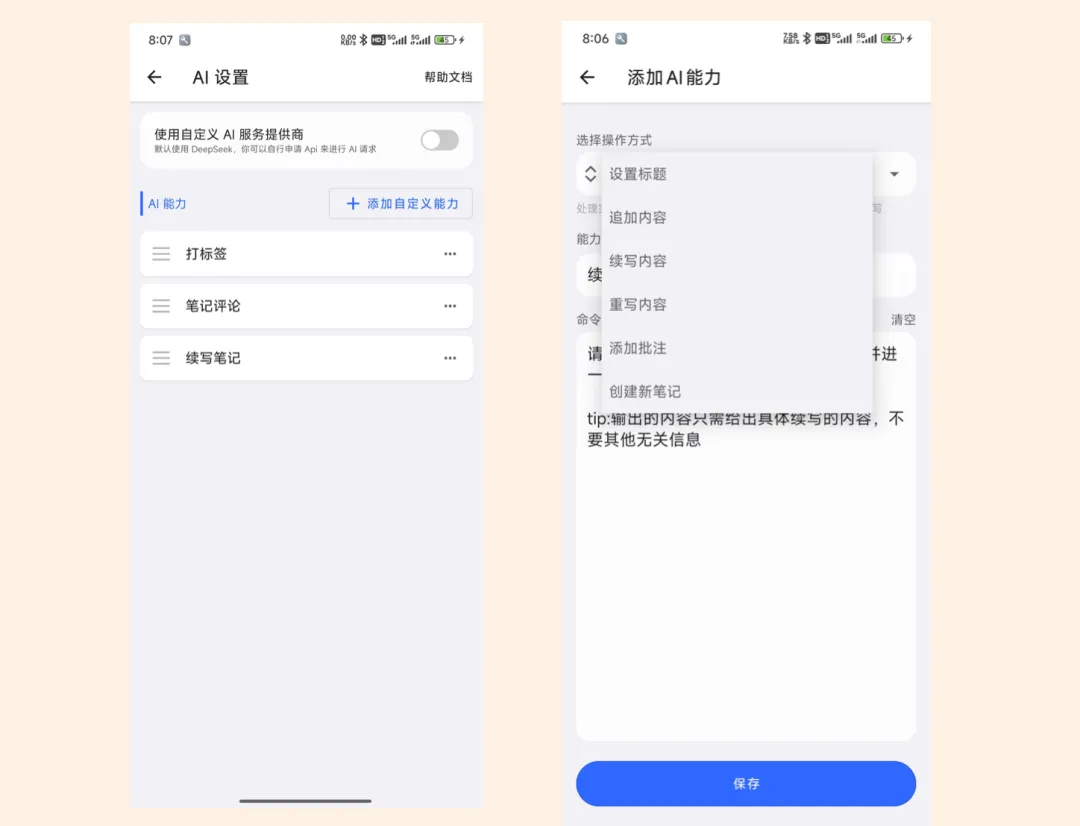 8:07
0.00 KB/s HD 5G 5G 45
AI 设置
帮助文档
使用自定义 AI 服务提供商
默认使用 DeepSeek，你可以自行申请 Api 来进行 AI 请求
AI 能力
添加自定义能力
打标签
笔记评论
续写笔记
8:06
7.58 KB/s HD 5G 5G 45
添加AI能力
选择操作方式
设置标题
处理
写
追加内容
能力
续写内容
续
重写内容
命令
清空
添加批注
请
并进
一
创建新笔记
tip:输出的内容只需给出具体续写的内容，不
要其他无关信息
保存